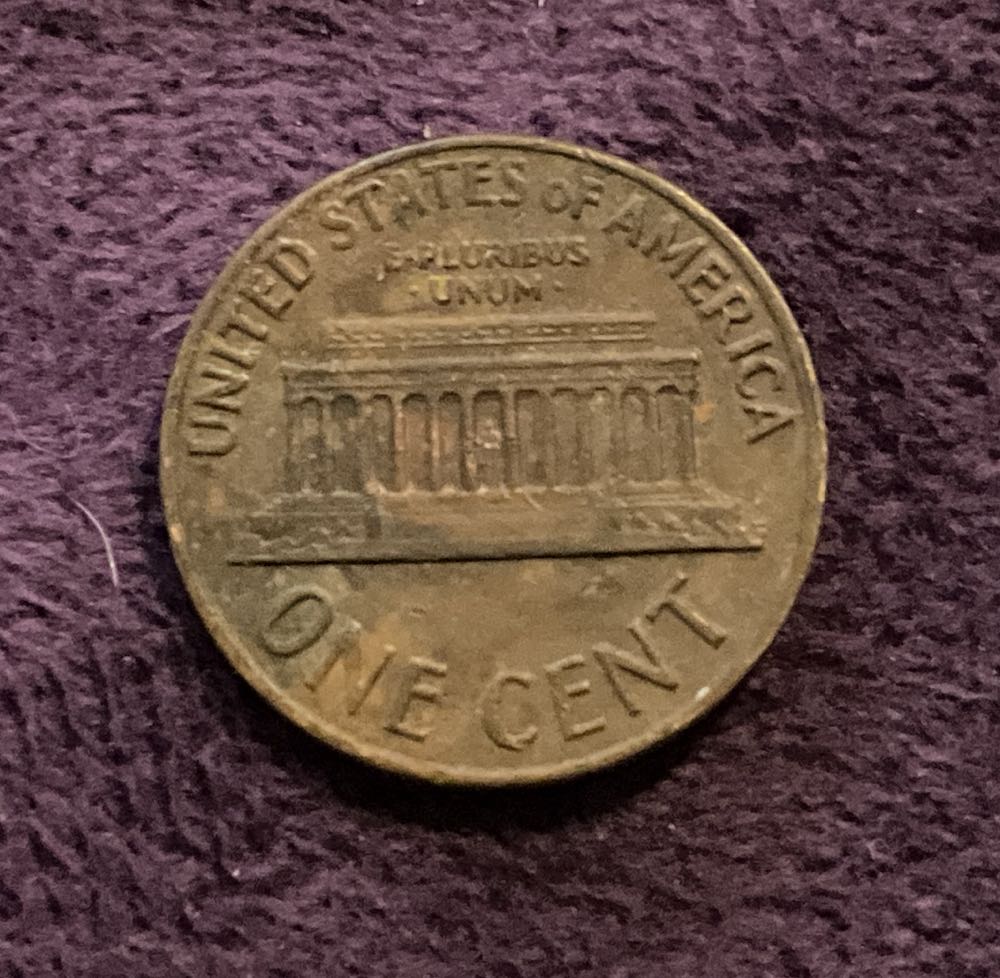 UNITED STATES OF AMERICA
E·PLURIBUS
·UNUM·
ONE CENT